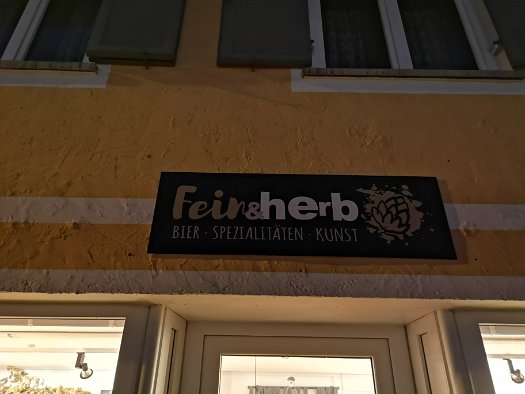 Fein&herb
BIER · SPEZIALITÄTEN · KUNST